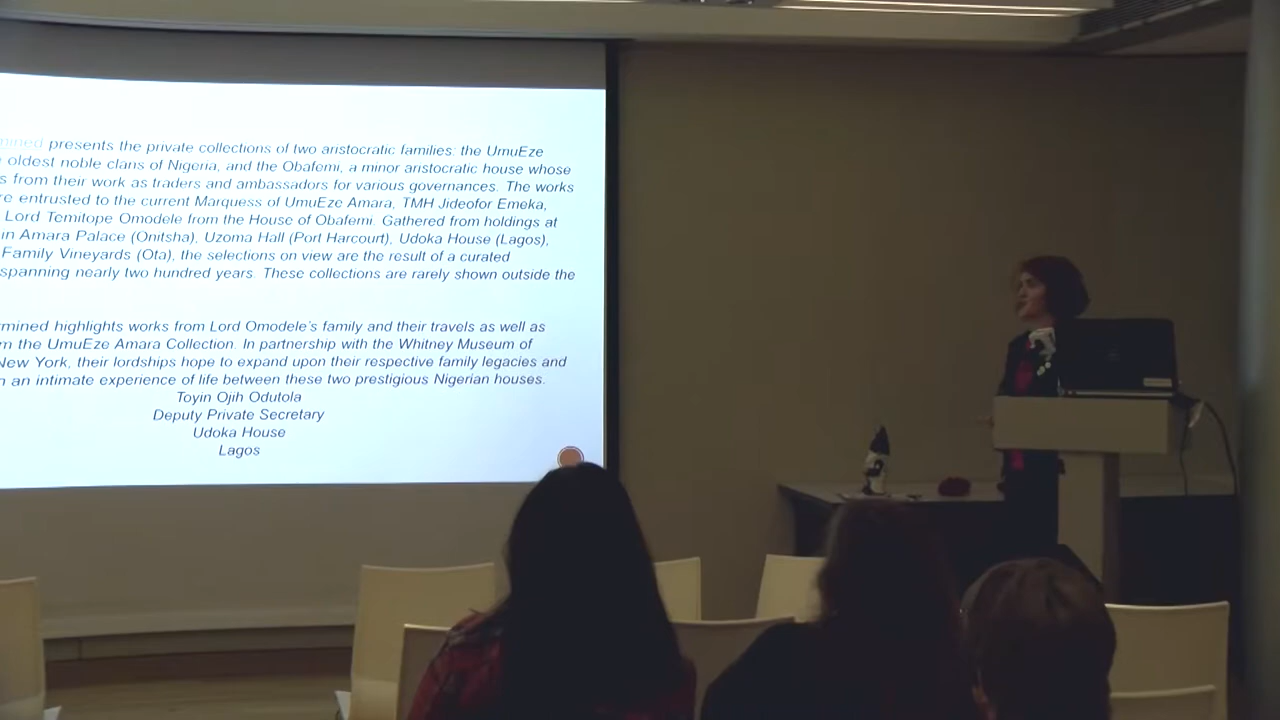 presents the private collections of two aristocratic families: the UmuEze
oldest noble clans of Nigeria, and the Obafemi, a minor aristocratic house whose
from their work as traders and ambassadors for various governances. The works
entrusted to the current Marquess of UmuEze Amara, TMH Jideofor Emeka,
Lord Temitope Omodele from the House of Obafemi. Gathered from holdings at
in Amara Palace (Onitsha), Uzoma Hall (Port Harcourt), Udoka House (Lagos),
Family Vineyards (Ota), the selections on view are the result of a curated
spanning nearly two hundred years. These collections are rarely shown outside the
highlights works from Lord Omodele's family and their travels as well as
the UmuEze Amara Collection. In partnership with the Whitney Museum of
New York, their lordships hope to expand upon their respective family legacies and
an intimate experience of life between these two prestigious Nigerian houses.
Toyin Ojih Odutola
Deputy Private Secretary
Udoka House
Lagos